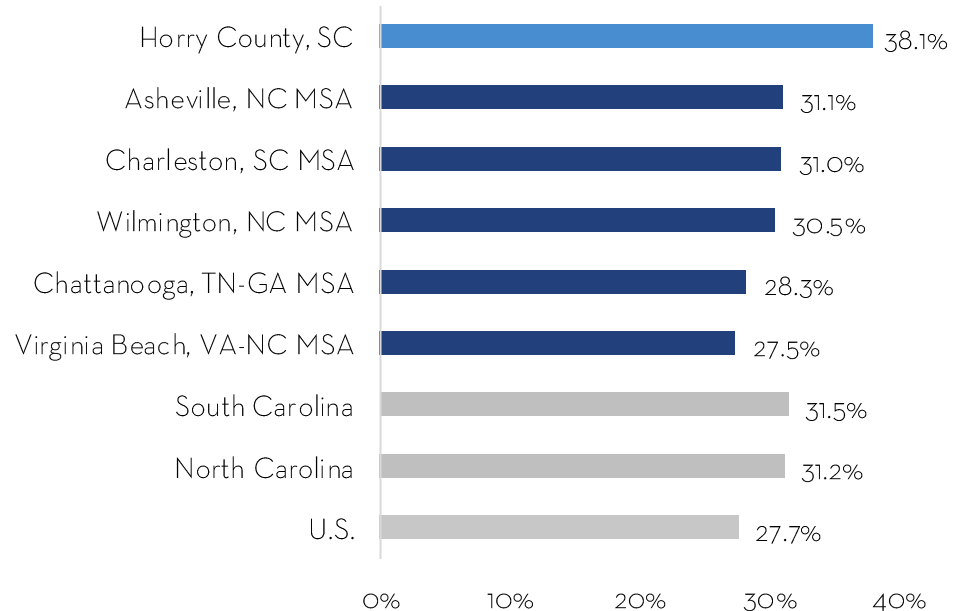 Horry County, SC 38.1%
Asheville, NC MSA 31.1%
Charleston, SC MSA 31.0%
Wilmington, NC MSA 30.5%
Chattanooga, TN-GA MSA 28.3%
Virginia Beach, VA-NC MSA 27.5%
South Carolina 31.5%
North Carolina 31.2%
U.S. 27.7%
0% 10% 20% 30% 40%